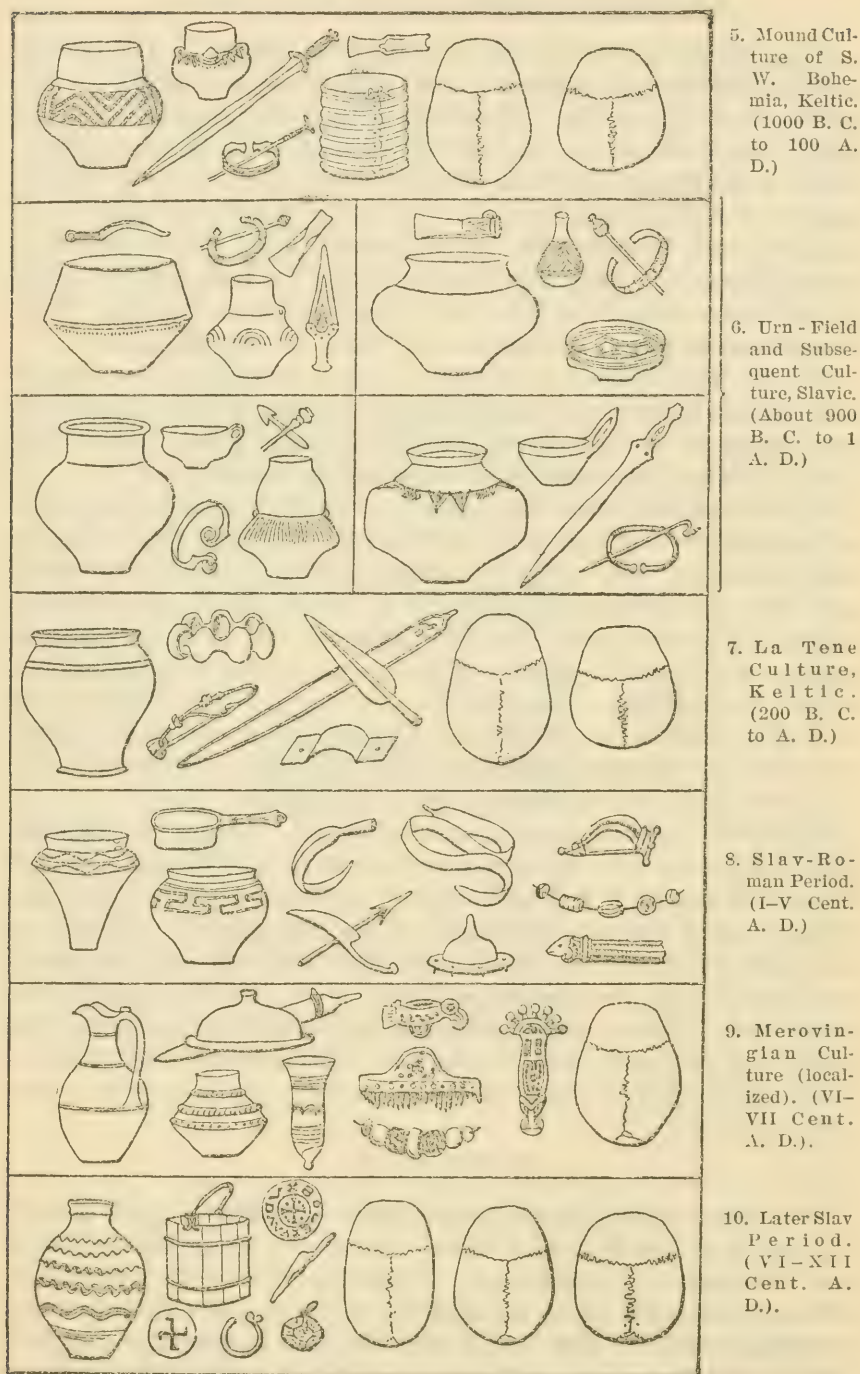 5. Mound Cul-
ture of S.
W. Bohe-
mia, Keltic.
(1000 B. C.
to 100 A.
D.)
6. Urn - Field
and Subse-
quent Cul-
ture, Slavic.
(About 900
B. C. to 1
A. D.)
7. La Tene
Culture,
Keltic.
(200 B. C.
to A. D.)
8. Slav-Ro-
man Period.
(I–V Cent.
A. D.)
9. Merovin-
gian Cul-
ture (local-
ized). (VI–
VII Cent.
A. D.).
10. Later Slav
Period.
(VI–XII
Cent. A.
D.).